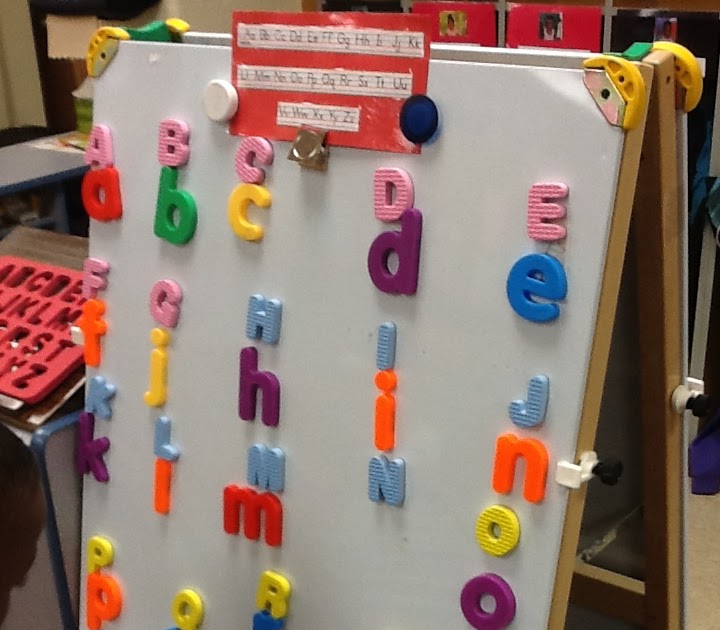 Aa Bb Cc Dd Ee Ff Gg Hh Ii Jj Kk
Ll Mm Nn Oo Pp Qq Rr Ss Tt Uu
Vv Ww Xx Yy Zz
A B C D E
a b c d e
F G H I J
f j h i n
K L M N O
k l m o
P Q R
p